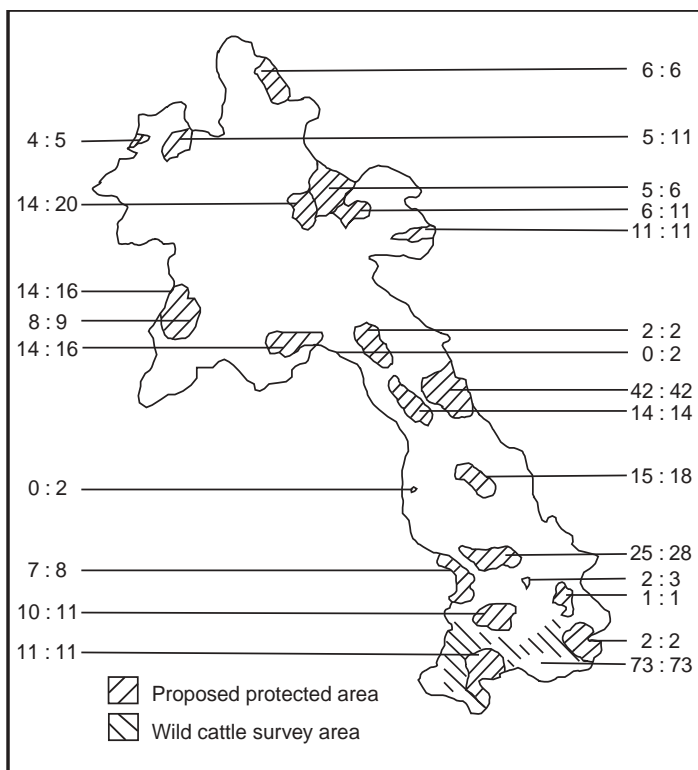 6 : 6
4 : 5
5 : 11
5 : 6
14 : 20
6 : 11
11 : 11
14 : 16
8 : 9
2 : 2
14 : 16
0 : 2
42 : 42
14 : 14
15 : 18
0 : 2
25 : 28
7 : 8
2 : 3
1 : 1
10 : 11
2 : 2
11 : 11
73 : 73
Proposed protected area
Wild cattle survey area